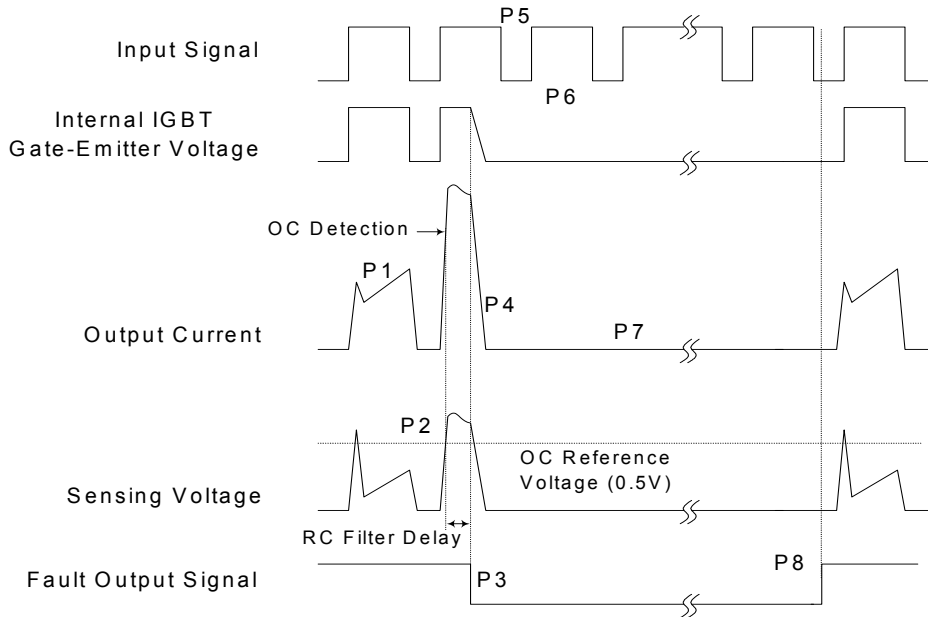 P5
Input Signal
P6
Internal IGBT
Gate-Emitter Voltage
OC Detection
P1
P4
P7
Output Current
P2
OC Reference
Voltage (0.5V)
Sensing Voltage
RC Filter Delay
P8
Fault Output Signal
P3